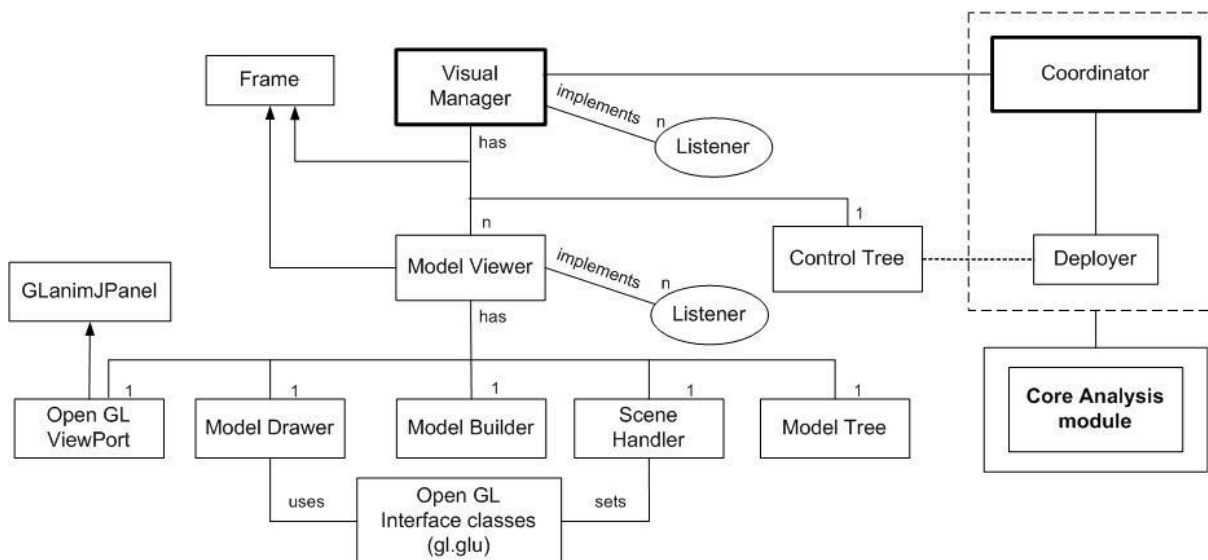 Frame
Visual
Manager
Coordinator
implements
n
Listener
has
n
1
Model Viewer
Control Tree
Deployer
implements
n
Listener
GLanimJPanel
has
1
1
1
1
1
Open GL
ViewPort
Model Drawer
Model Builder
Scene
Handler
Model Tree
Core Analysis
module
uses
Open GL
Interface classes
(gl.glu)
sets